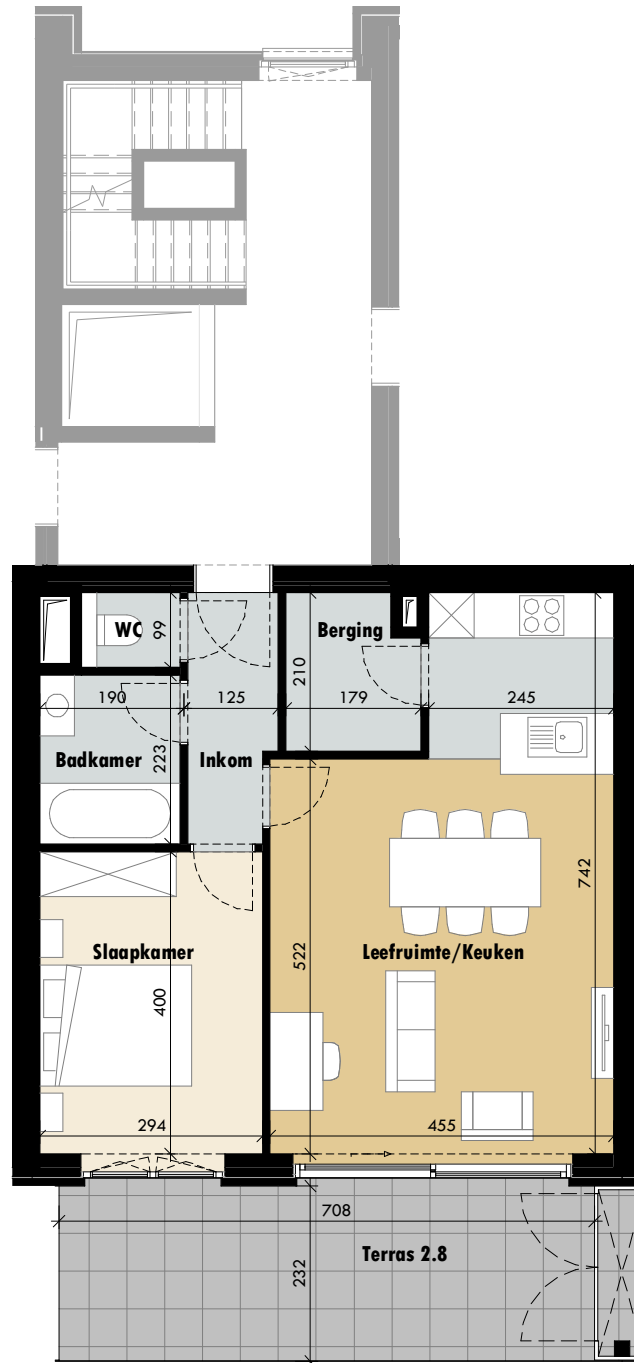 WC
99
Berging
210
190
125
179
245
Badkamer
223
Inkom
742
Slaapkamer
400
522
Leefruimte/Keuken
294
455
708
Terras 2.8
232